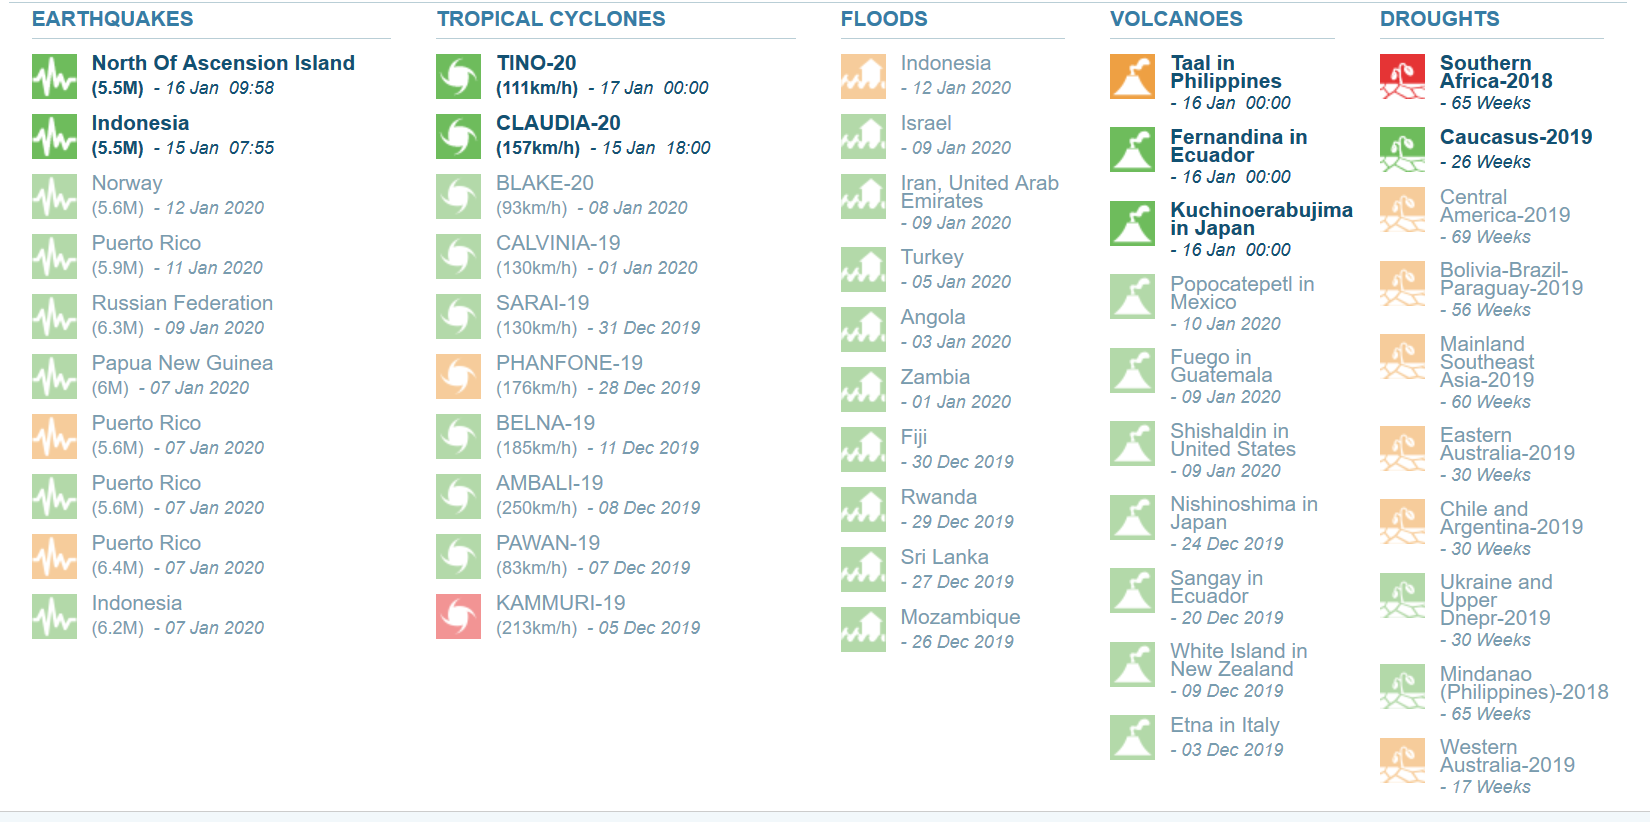 EARTHQUAKES
North Of Ascension Island
(5.5M) - 16 Jan 09:58
Indonesia
(5.5M) - 15 Jan 07:55
Norway
(5.6M) - 12 Jan 2020
Puerto Rico
(5.9M) - 11 Jan 2020
Russian Federation
(6.3M) - 09 Jan 2020
Papua New Guinea
(6M) - 07 Jan 2020
Puerto Rico
(5.6M) - 07 Jan 2020
Puerto Rico
(5.6M) - 07 Jan 2020
Puerto Rico
(6.4M) - 07 Jan 2020
Indonesia
(6.2M) - 07 Jan 2020
TROPICAL CYCLONES
TINO-20
(111km/h) - 17 Jan 00:00
CLAUDIA-20
(157km/h) - 15 Jan 18:00
BLAKE-20
(93km/h) - 08 Jan 2020
CALVINIA-19
(130km/h) - 01 Jan 2020
SARAI-19
(130km/h) - 31 Dec 2019
PHANFONE-19
(176km/h) - 28 Dec 2019
BELNA-19
(185km/h) - 11 Dec 2019
AMBALI-19
(250km/h) - 08 Dec 2019
PAWAN-19
(83km/h) - 07 Dec 2019
KAMMURI-19
(213km/h) - 05 Dec 2019
FLOODS
Indonesia
- 12 Jan 2020
Israel
- 09 Jan 2020
Iran, United Arab
Emirates
- 09 Jan 2020
Turkey
- 05 Jan 2020
Angola
- 03 Jan 2020
Zambia
- 01 Jan 2020
Fiji
- 30 Dec 2019
Rwanda
- 29 Dec 2019
Sri Lanka
- 27 Dec 2019
Mozambique
- 26 Dec 2019
VOLCANOES
Taal in
Philippines
- 16 Jan 00:00
Fernandina in
Ecuador
- 16 Jan 00:00
Kuchinoerabujima
in Japan
- 16 Jan 00:00
Popocatepetl in
Mexico
- 10 Jan 2020
Fuego in
Guatemala
- 09 Jan 2020
Shishaldin in
United States
- 09 Jan 2020
Nishinoshima in
Japan
- 24 Dec 2019
Sangay in
Ecuador
- 20 Dec 2019
White Island in
New Zealand
- 09 Dec 2019
Etna in Italy
- 03 Dec 2019
DROUGHTS
Southern
Africa-2018
- 65 Weeks
Caucasus-2019
- 26 Weeks
Central
America-2019
- 69 Weeks
Bolivia-Brazil-
Paraguay-2019
- 56 Weeks
Mainland
Southeast
Asia-2019
- 60 Weeks
Eastern
Australia-2019
- 30 Weeks
Chile and
Argentina-2019
- 30 Weeks
Ukraine and
Upper
Dnepr-2019
- 30 Weeks
Mindanao
(Philippines)-2018
- 65 Weeks
Western
Australia-2019
- 17 Weeks